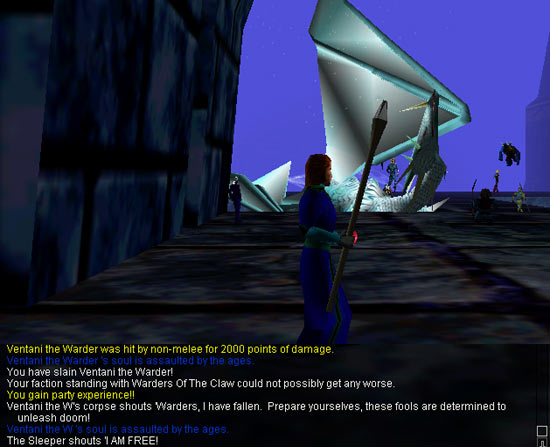 Ventani the Warder was hit by non-melee for 2000 points of damage.
Ventani the Warder 's soul is assaulted by the ages.
You have slain Ventani the Warder!
Your faction standing with Warders Of The Claw could not possibly get any worse.
You gain party experience!!
Ventani the W's corpse shouts 'Warders, I have fallen.  Prepare yourselves, these fools are determined to
unleash doom!
Ventani the W 's soul is assaulted by the ages.
The Sleeper shouts 'I AM FREE!